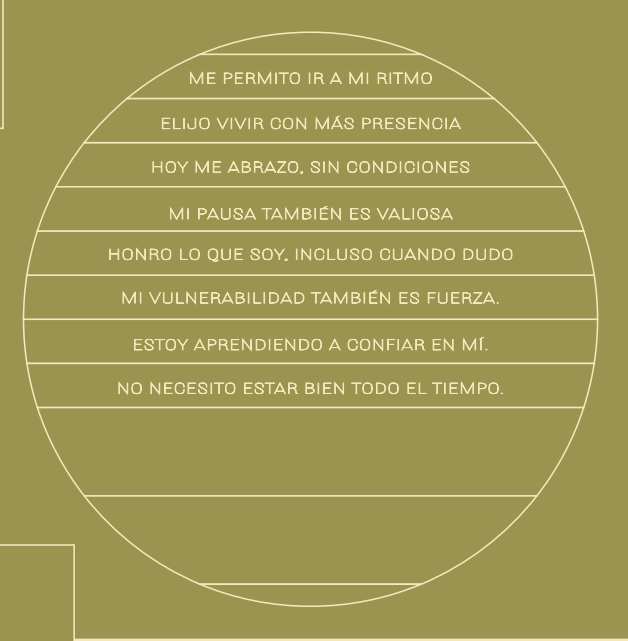 ME PERMITO IR A MI RITMO
ELIJO VIVIR CON MÁS PRESENCIA
HOY ME ABRAZO, SIN CONDICIONES
MI PAUSA TAMBIÉN ES VALIOSA
HONRO LO QUE SOY, INCLUSO CUANDO DUDO
MI VULNERABILIDAD TAMBIÉN ES FUERZA.
ESTOY APRENDIENDO A CONFIAR EN MÍ.
NO NECESITO ESTAR BIEN TODO EL TIEMPO.